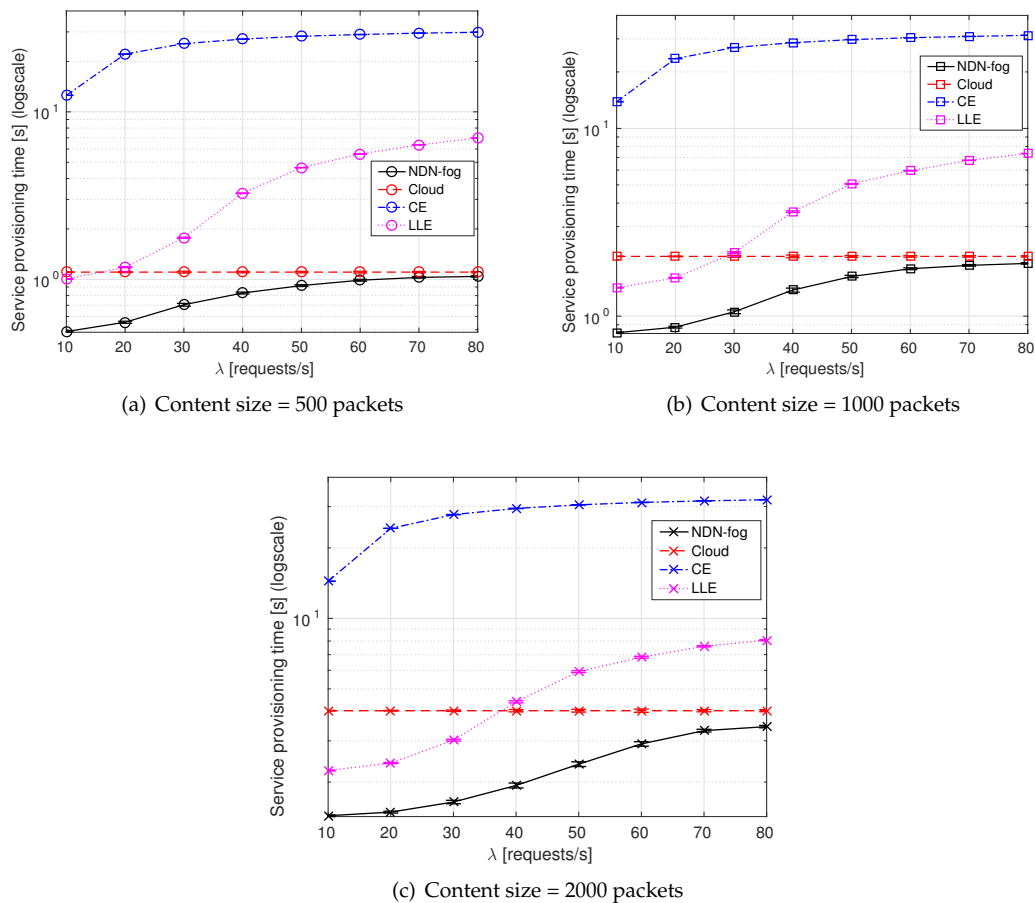 Service provisioning time [s] (logscale)
10^1
10^0
10 20 30 40 50 60 70 80
λ [requests/s]
NDN-fog
Cloud
CE
LLE
(a) Content size = 500 packets
Service provisioning time [s] (logscale)
10^1
10^0
10 20 30 40 50 60 70 80
λ [requests/s]
NDN-fog
Cloud
CE
LLE
(b) Content size = 1000 packets
Service provisioning time [s] (logscale)
10^1
10 20 30 40 50 60 70 80
λ [requests/s]
NDN-fog
Cloud
CE
LLE
(c) Content size = 2000 packets